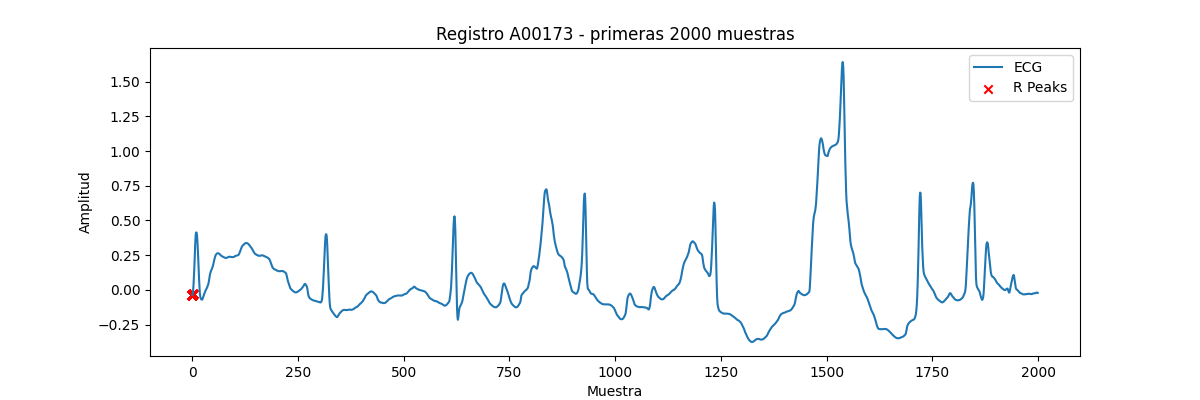 Registro A00173 - primeras 2000 muestras
ECG
R Peaks
Amplitud
1.50
1.25
1.00
0.75
0.50
0.25
0.00
−0.25
0 250 500 750 1000 1250 1500 1750 2000
Muestra